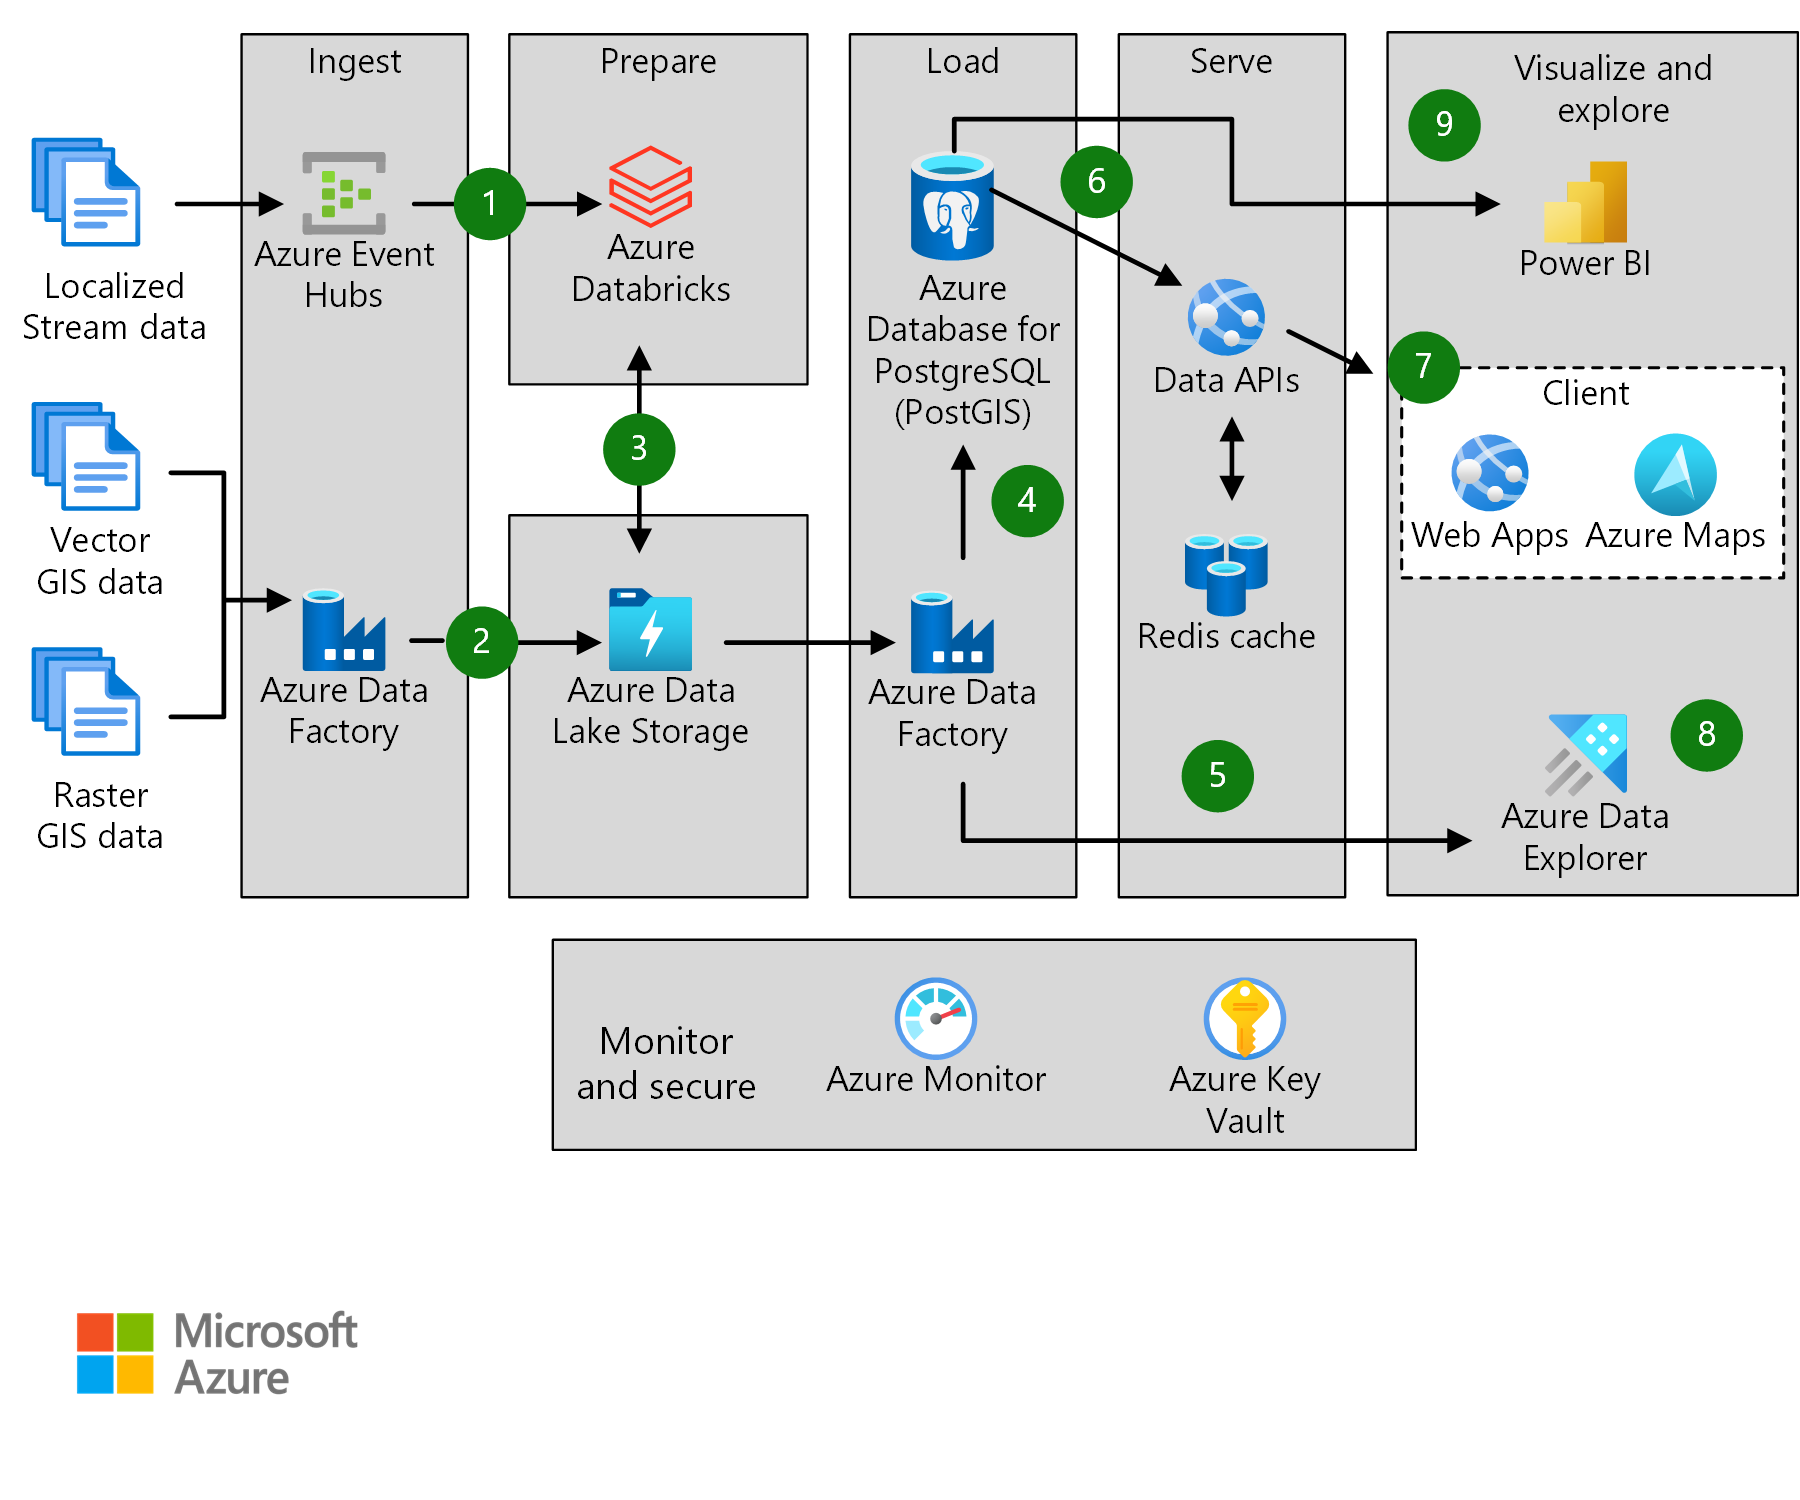 Ingest
Prepare
Load
Serve
Visualize and
explore
9
1
6
Localized
Stream data
Azure Event
Hubs
Azure
Databricks
Azure
Database for
PostgreSQL
(PostGIS)
Power BI
Data APIs
7
Client
Web Apps
Azure Maps
3
4
Vector
GIS data
2
Redis cache
Azure Data
Factory
Azure Data
Lake Storage
Azure Data
Factory
Raster
GIS data
5
8
Azure Data
Explorer
Monitor
and secure
Azure Monitor
Azure Key
Vault
Microsoft
Azure